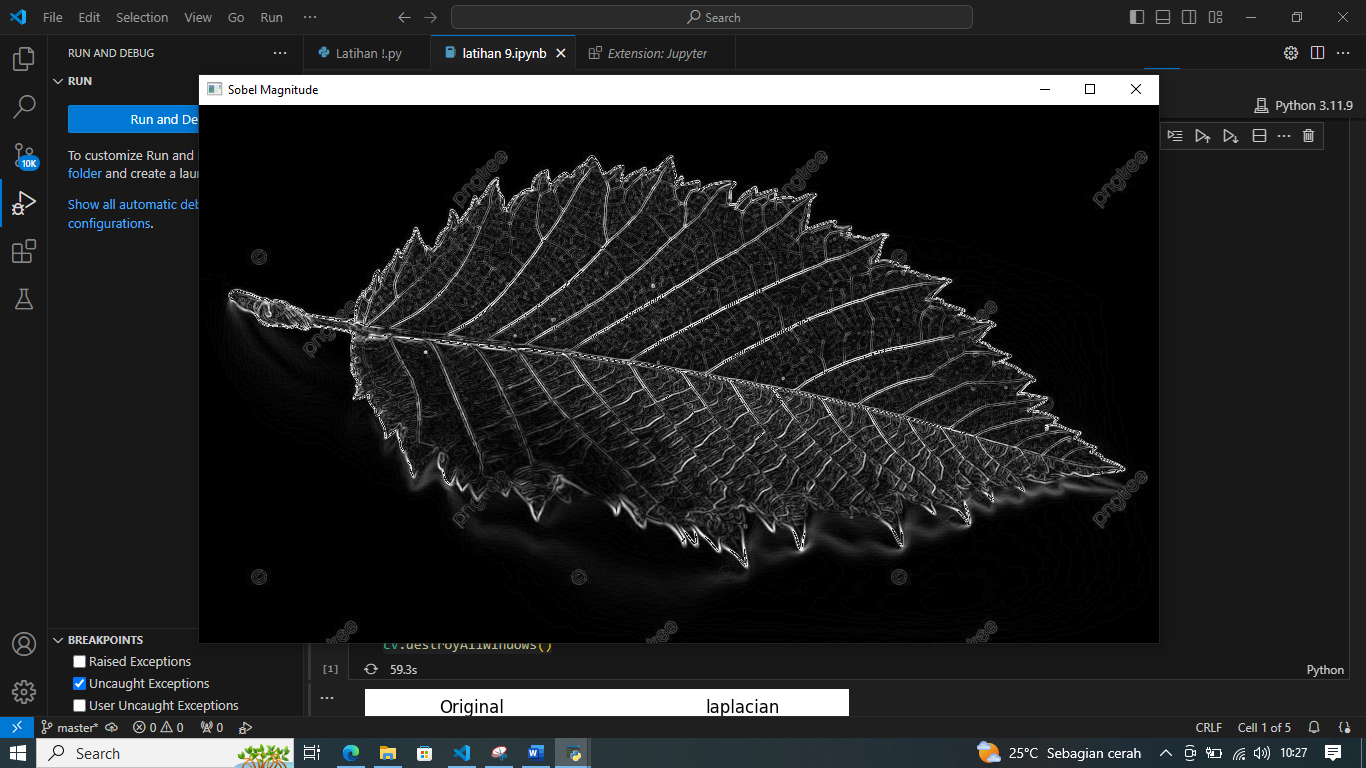 File Edit Selection View Go Run ··· Search
RUN AND DEBUG ···
Latihan !.py
latihan 9.ipynb
Extension: Jupyter
RUN
Sobel Magnitude
Python 3.11.9
Run and De
To customize Run and
folder and create a lau
Show all automatic deb
configurations.
10K
pngtree
pngtree
pngtree
pngtree
pngtree
pngtree
BREAKPOINTS
Raised Exceptions
Uncaught Exceptions
User Uncaught Exceptions
cv.destroyAllWindows()
[1] 59.3s Python
Original laplacian
master* 0 0 0 CRLF Cell 1 of 5
Search 25°C Sebagian cerah 10:27